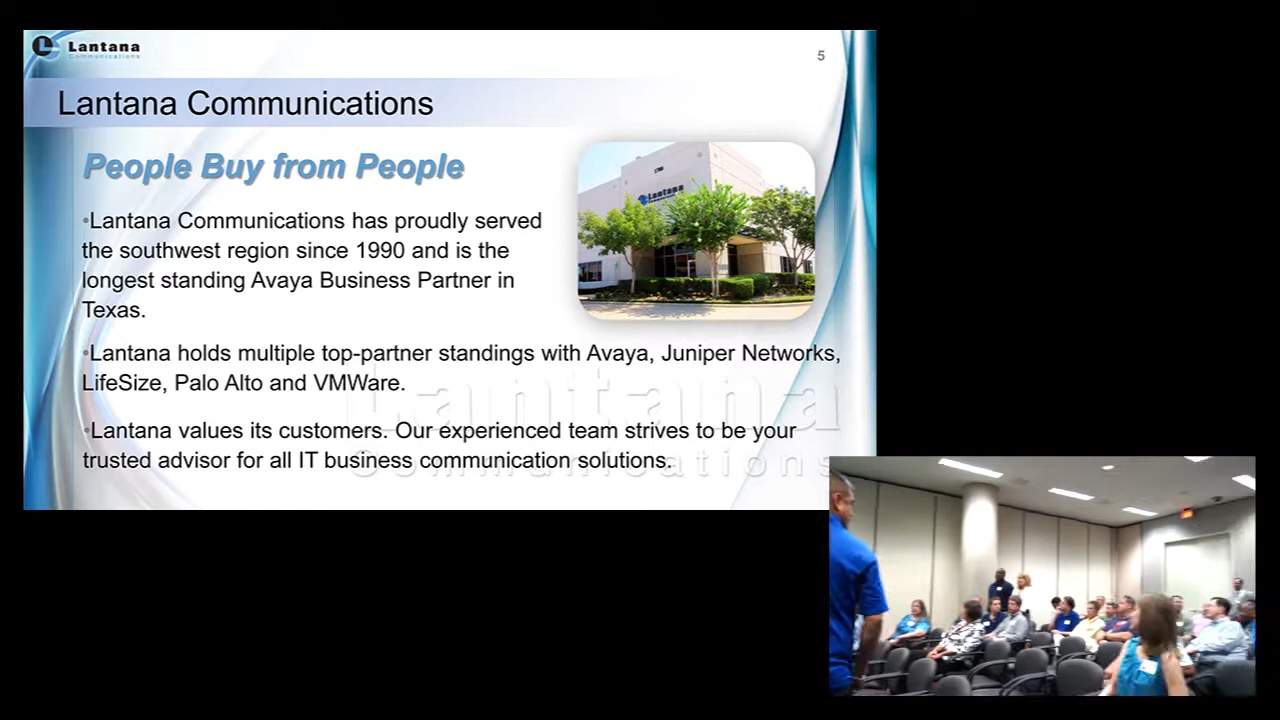 Lantana
Communications
5
Lantana Communications
People Buy from People
Lantana
•Lantana Communications has proudly served
the southwest region since 1990 and is the
longest standing Avaya Business Partner in
Texas.
•Lantana holds multiple top-partner standings with Avaya, Juniper Networks,
LifeSize, Palo Alto and VMWare.
•Lantana values its customers. Our experienced team strives to be your
trusted advisor for all IT business communication solutions.
Lantana
Communications